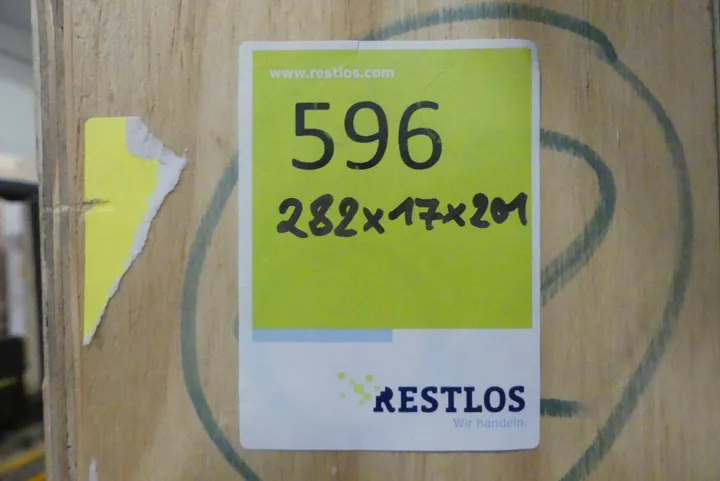 www.restlos.com
596
282x17x201
RESTLOS
Wir handeln.